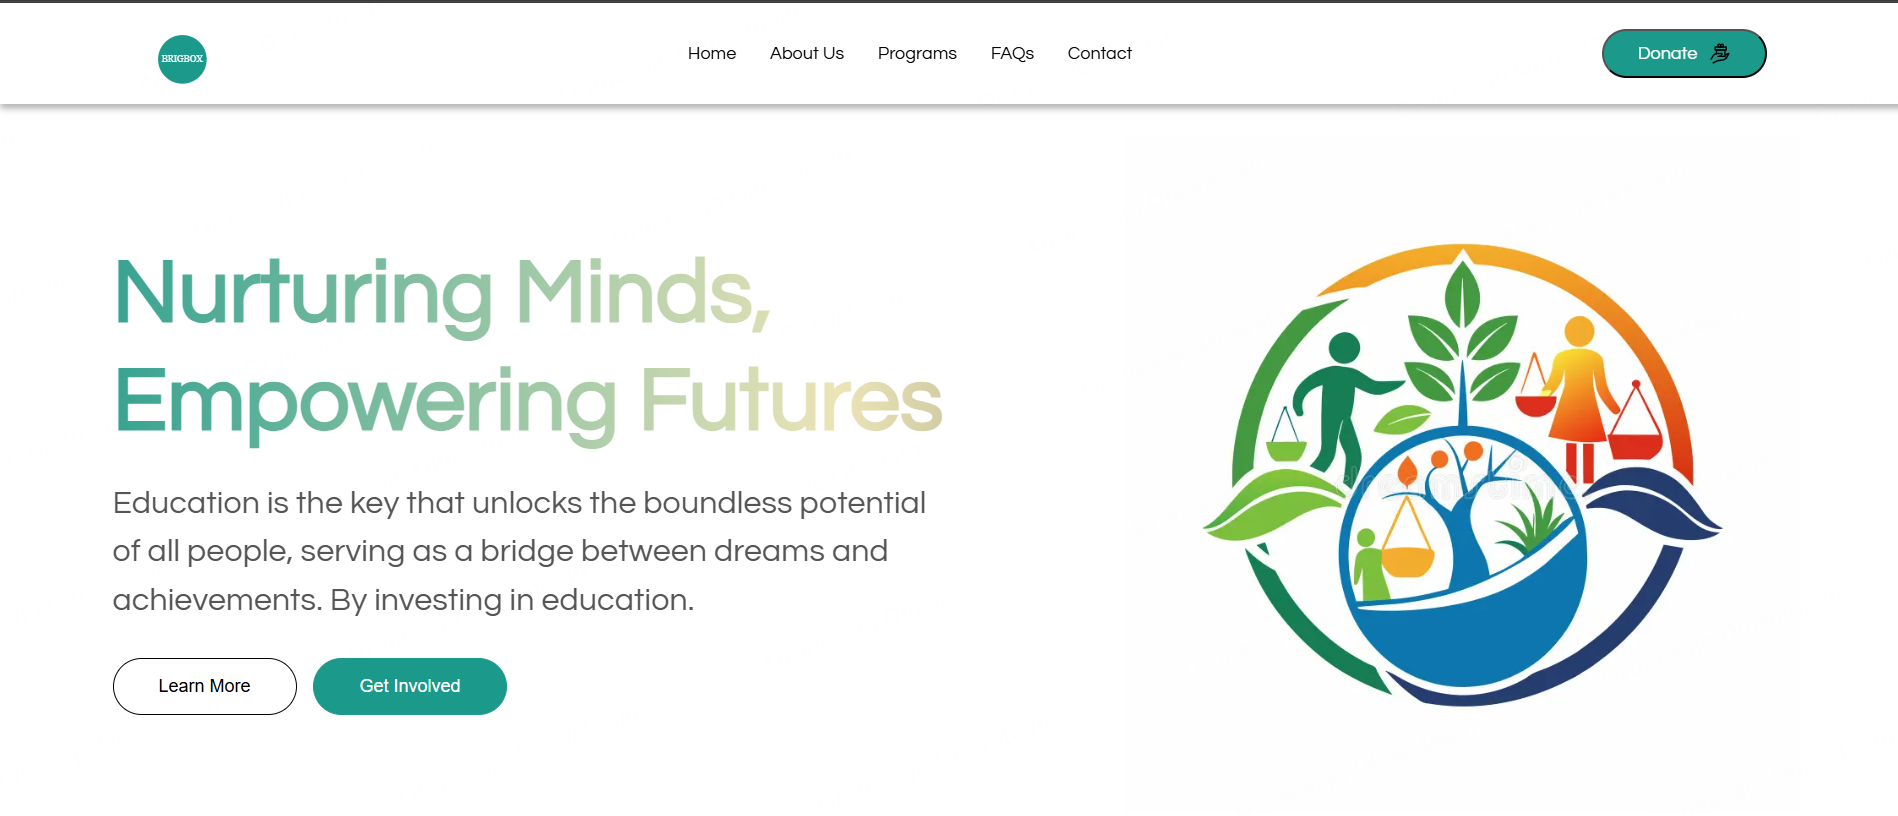 BRIGBOX
Home About Us Programs FAQs Contact
Donate
Nurturing Minds,
Empowering Futures
Education is the key that unlocks the boundless potential
of all people, serving as a bridge between dreams and
achievements. By investing in education.
Learn More
Get Involved